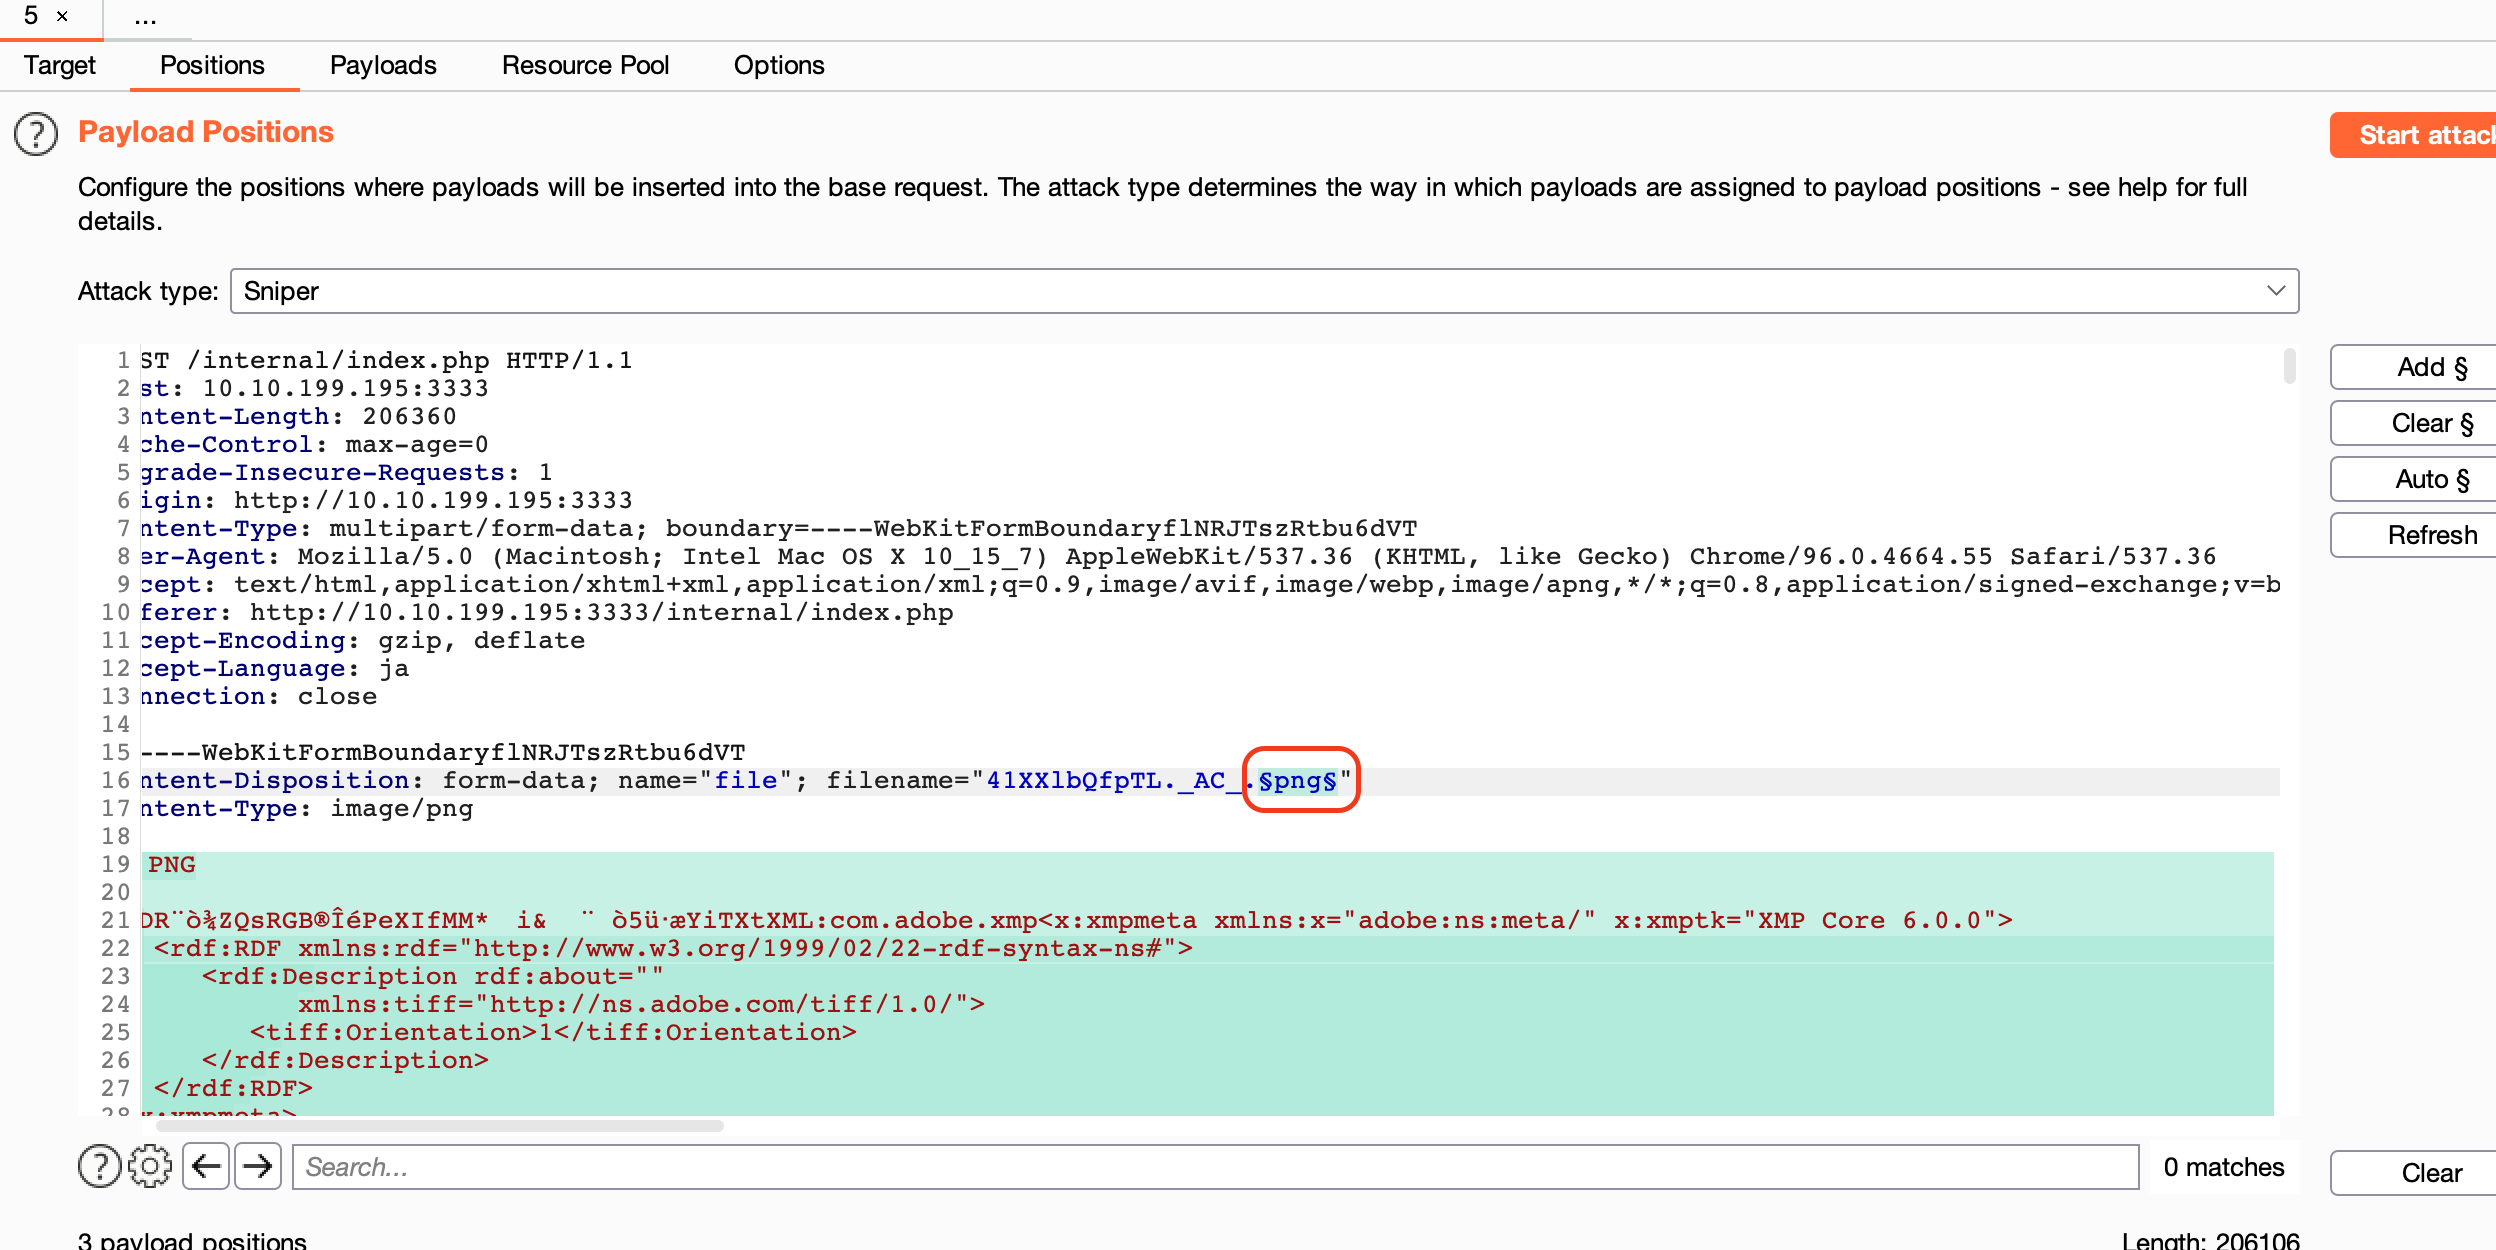 5 × ...
Target Positions Payloads Resource Pool Options
? Payload Positions
Start attack
Configure the positions where payloads will be inserted into the base request. The attack type determines the way in which payloads are assigned to payload positions - see help for full
details.
Attack type: Sniper
1 ST /internal/index.php HTTP/1.1
2 st: 10.10.199.195:3333
3 ntent-Length: 206360
4 che-Control: max-age=0
5 grade-Insecure-Requests: 1
6 igin: http://10.10.199.195:3333
7 ntent-Type: multipart/form-data; boundary=----WebKitFormBoundaryflNRJTszRtbu6dVT
8 er-Agent: Mozilla/5.0 (Macintosh; Intel Mac OS X 10_15_7) AppleWebKit/537.36 (KHTML, like Gecko) Chrome/96.0.4664.55 Safari/537.36
9 cept: text/html,application/xhtml+xml,application/xml;q=0.9,image/avif,image/webp,image/apng,*/*;q=0.8,application/signed-exchange;v=b
10 ferer: http://10.10.199.195:3333/internal/index.php
11 cept-Encoding: gzip, deflate
12 cept-Language: ja
13 nnection: close
14
15 ----WebKitFormBoundaryflNRJTszRtbu6dVT
16 ntent-Disposition: form-data; name="file"; filename="41XXlbQfpTL._AC_.§png§"
17 ntent-Type: image/png
18
19 PNG
20
21 DR¨ò¾ZQsRGB®ÎéPeXIfMM* i& ¨ ò5ü·æYiTXtXML:com.adobe.xmp<x:xmpmeta xmlns:x="adobe:ns:meta/" x:xmptk="XMP Core 6.0.0">
22 <rdf:RDF xmlns:rdf="http://www.w3.org/1999/02/22-rdf-syntax-ns#">
23 <rdf:Description rdf:about=""
24 xmlns:tiff="http://ns.adobe.com/tiff/1.0/">
25 <tiff:Orientation>1</tiff:Orientation>
26 </rdf:Description>
27 </rdf:RDF>
28 x:xmpmeta>
Add §
Clear §
Auto §
Refresh
? Search... 0 matches
Clear
3 payload positions
Length: 206106